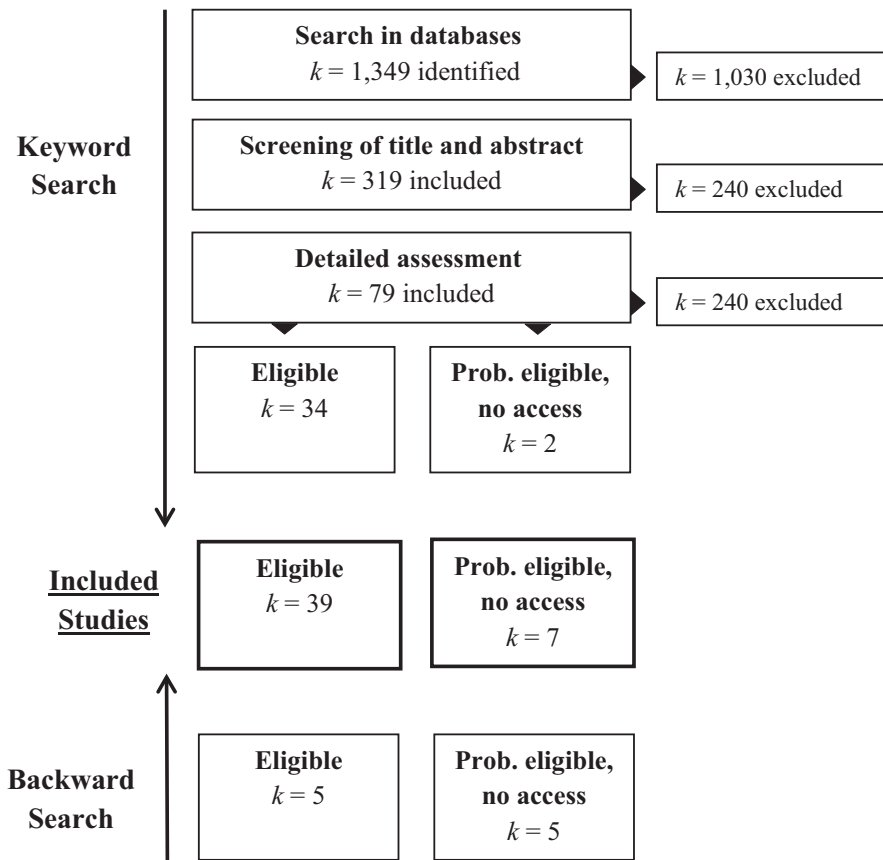 Search in databases
k = 1,349 identified
k = 1,030 excluded
Keyword
Search
Screening of title and abstract
k = 319 included
k = 240 excluded
Detailed assessment
k = 79 included
k = 240 excluded
Eligible
k = 34
Prob. eligible,
no access
k = 2
Included
Studies
Eligible
k = 39
Prob. eligible,
no access
k = 7
Backward
Search
Eligible
k = 5
Prob. eligible,
no access
k = 5